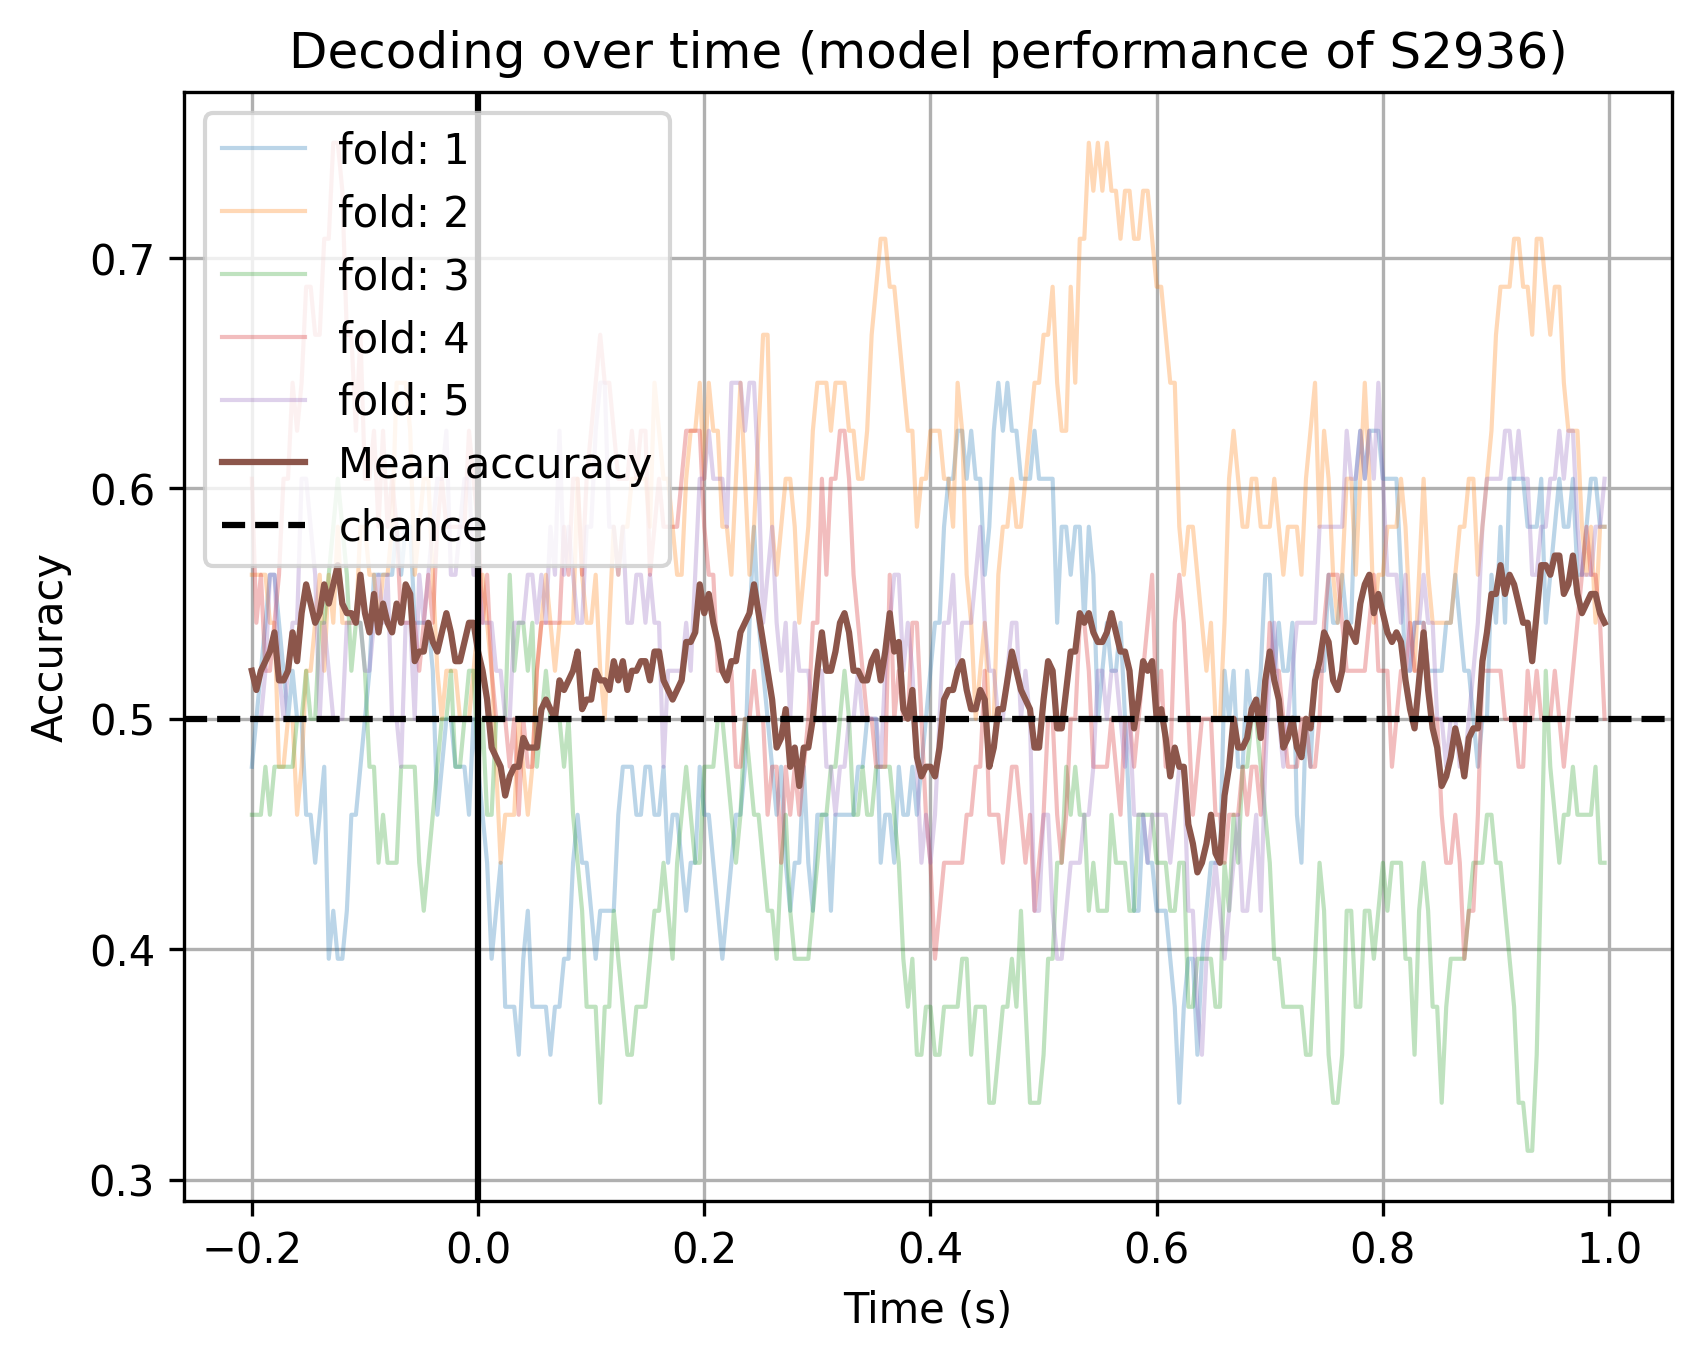 Decoding over time (model performance of S2936)
fold: 1
fold: 2
fold: 3
fold: 4
fold: 5
Mean accuracy
chance
Accuracy
0.7
0.6
0.5
0.4
0.3
−0.2 0.0 0.2 0.4 0.6 0.8 1.0
Time (s)